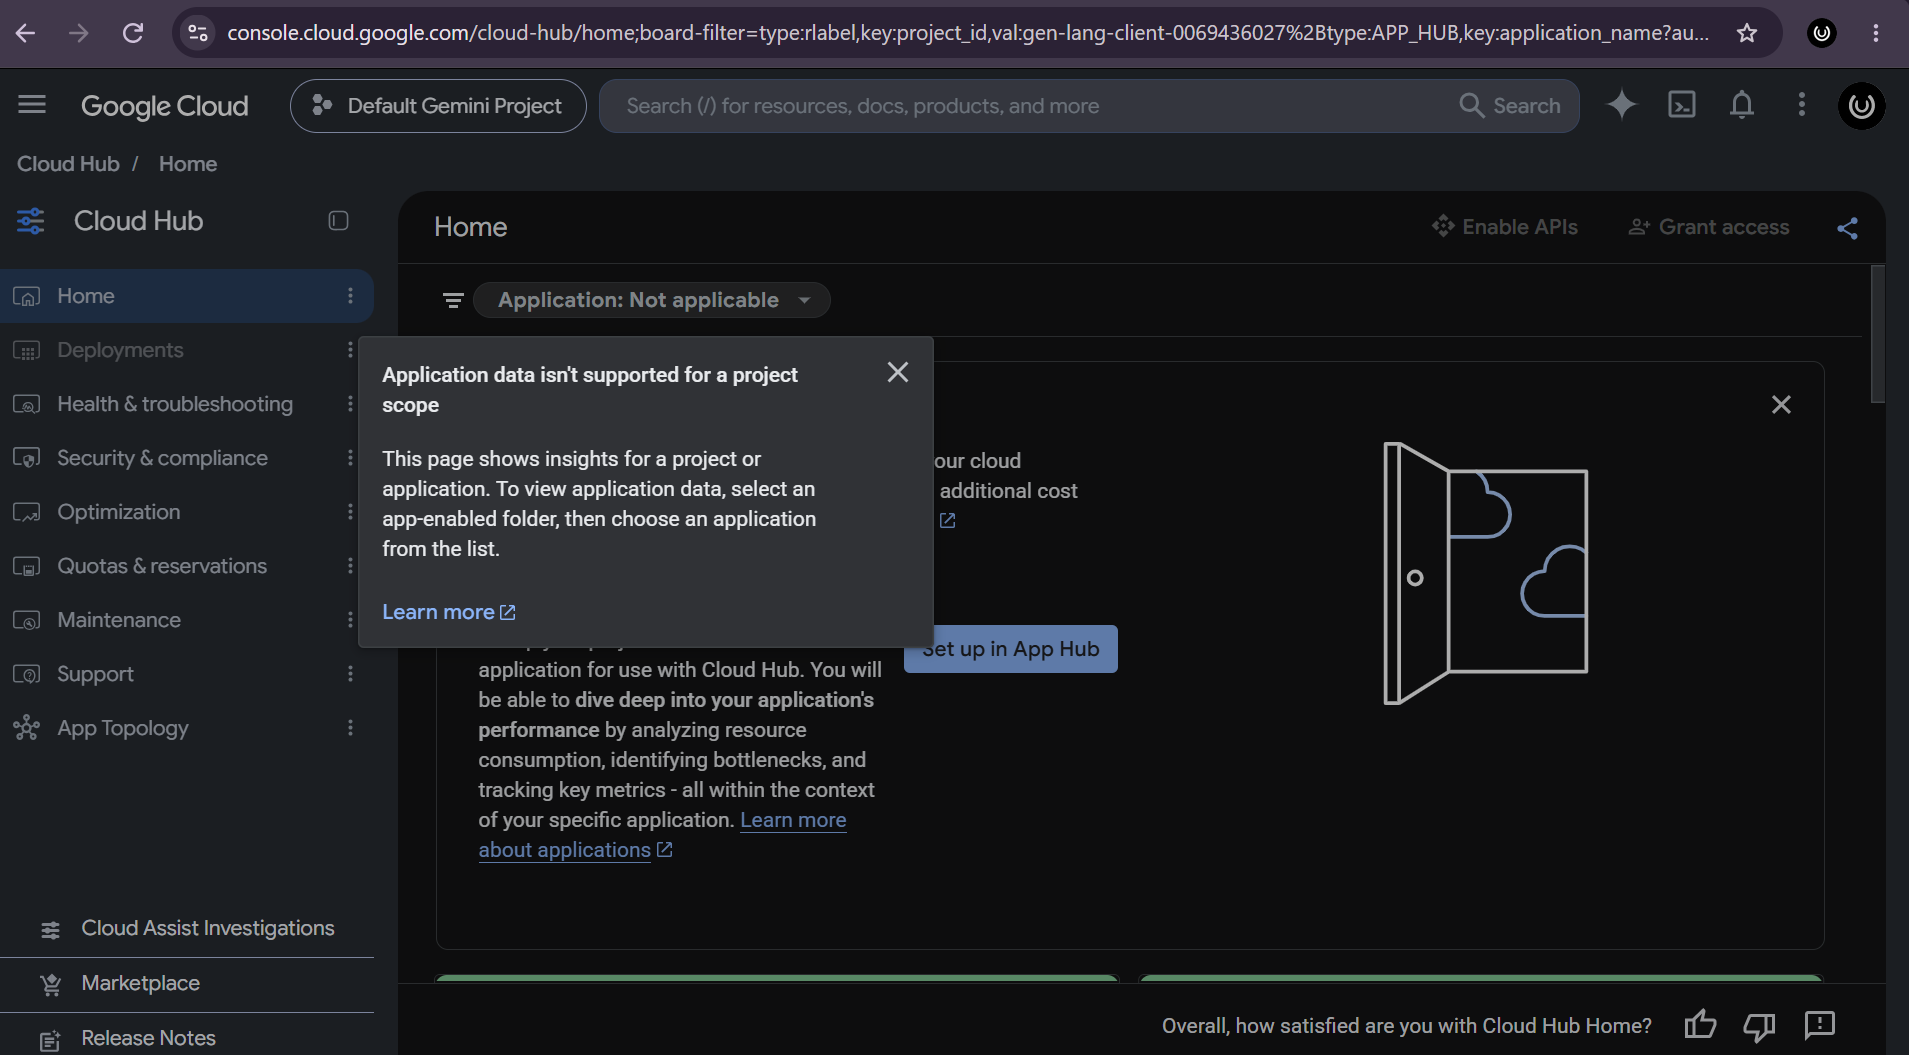 console.cloud.google.com/cloud-hub/home;board-filter=type:rlabel,key:project_id,val:gen-lang-client-0069436027%2Btype:APP_HUB,key:application_name?au...
Google Cloud
Default Gemini Project
Search (/) for resources, docs, products, and more
Search
Cloud Hub / Home
Cloud Hub
Home
Deployments
Health & troubleshooting
Security & compliance
Optimization
Quotas & reservations
Maintenance
Support
App Topology
Cloud Assist Investigations
Marketplace
Release Notes
Home
Enable APIs
Grant access
Application: Not applicable
Application data isn't supported for a project
scope
This page shows insights for a project or
application. To view application data, select an
app-enabled folder, then choose an application
from the list.
Learn more
our cloud
additional cost
Set up in App Hub
application for use with Cloud Hub. You will
be able to dive deep into your application's
performance by analyzing resource
consumption, identifying bottlenecks, and
tracking key metrics - all within the context
of your specific application. Learn more
about applications
Overall, how satisfied are you with Cloud Hub Home?